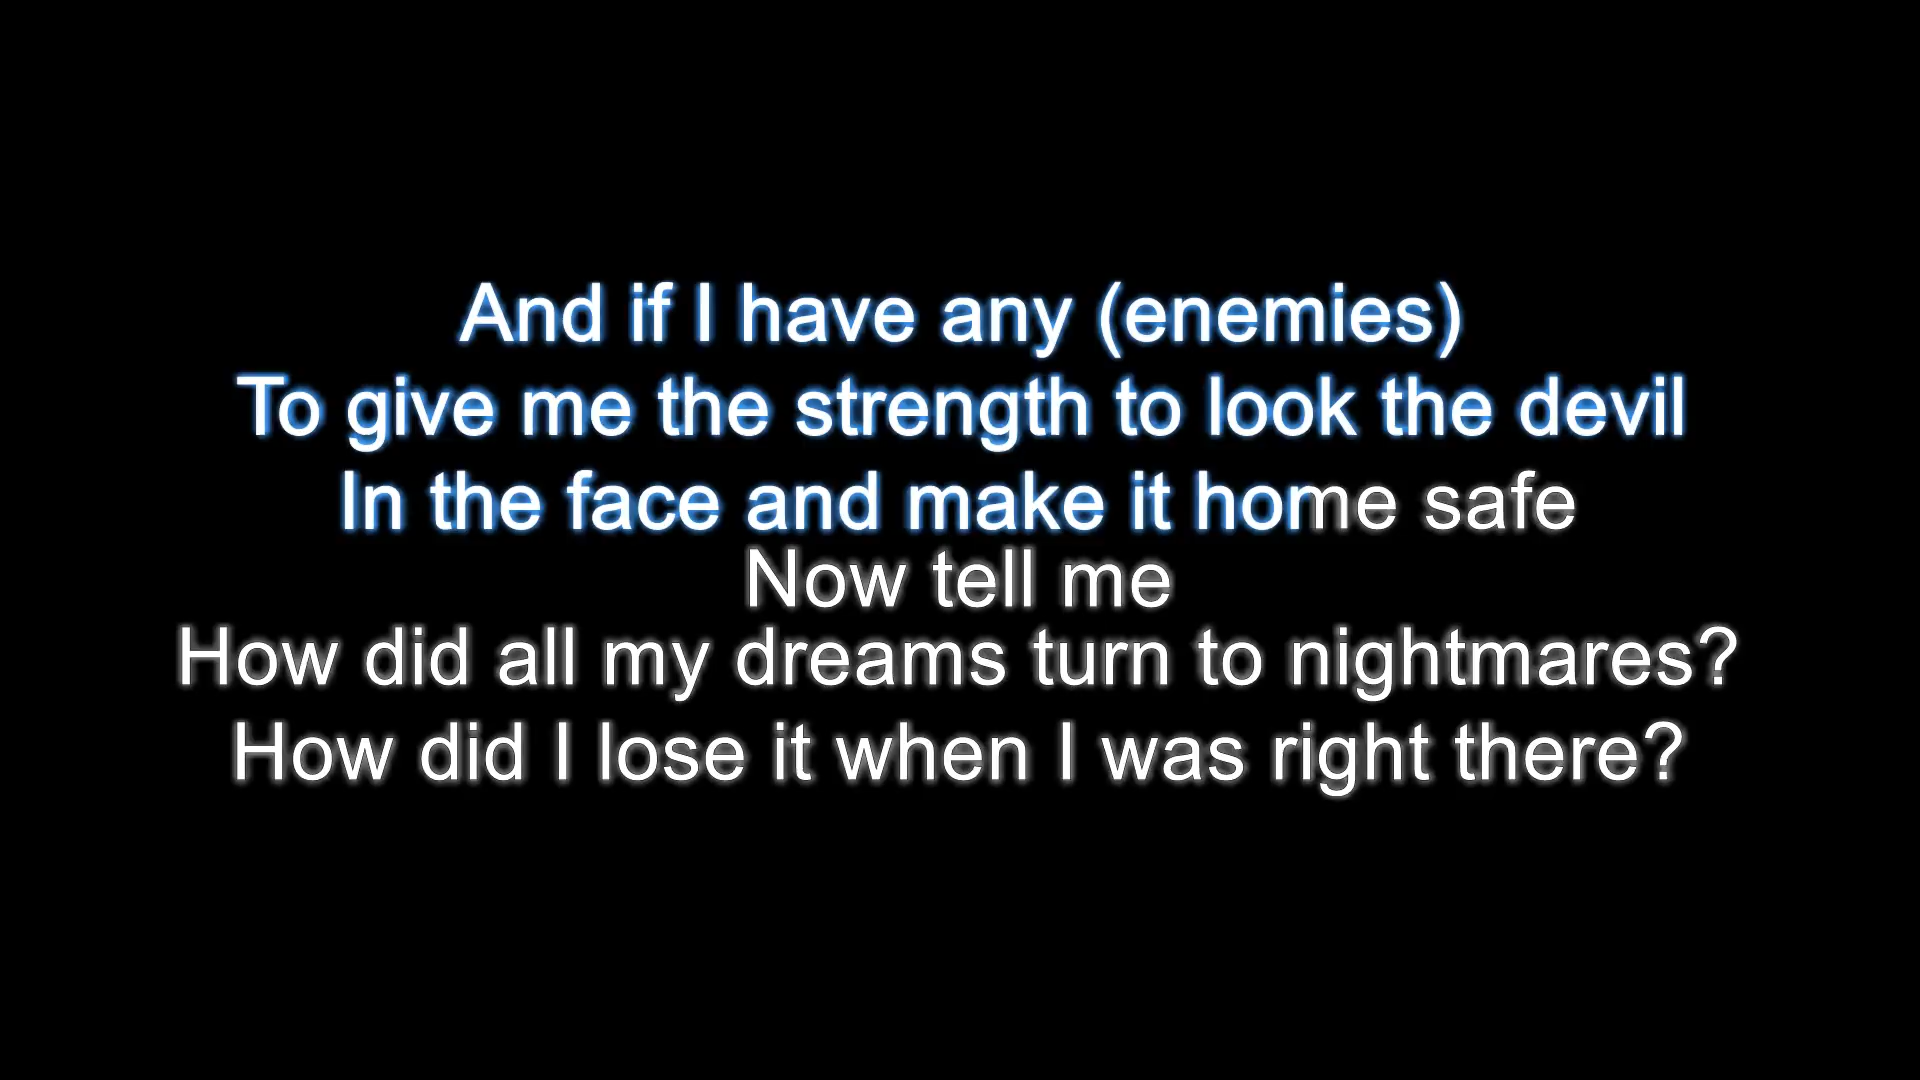 And if I have any (enemies)
To give me the strength to look the devil
In the face and make it home safe
Now tell me
How did all my dreams turn to nightmares?
How did I lose it when I was right there?